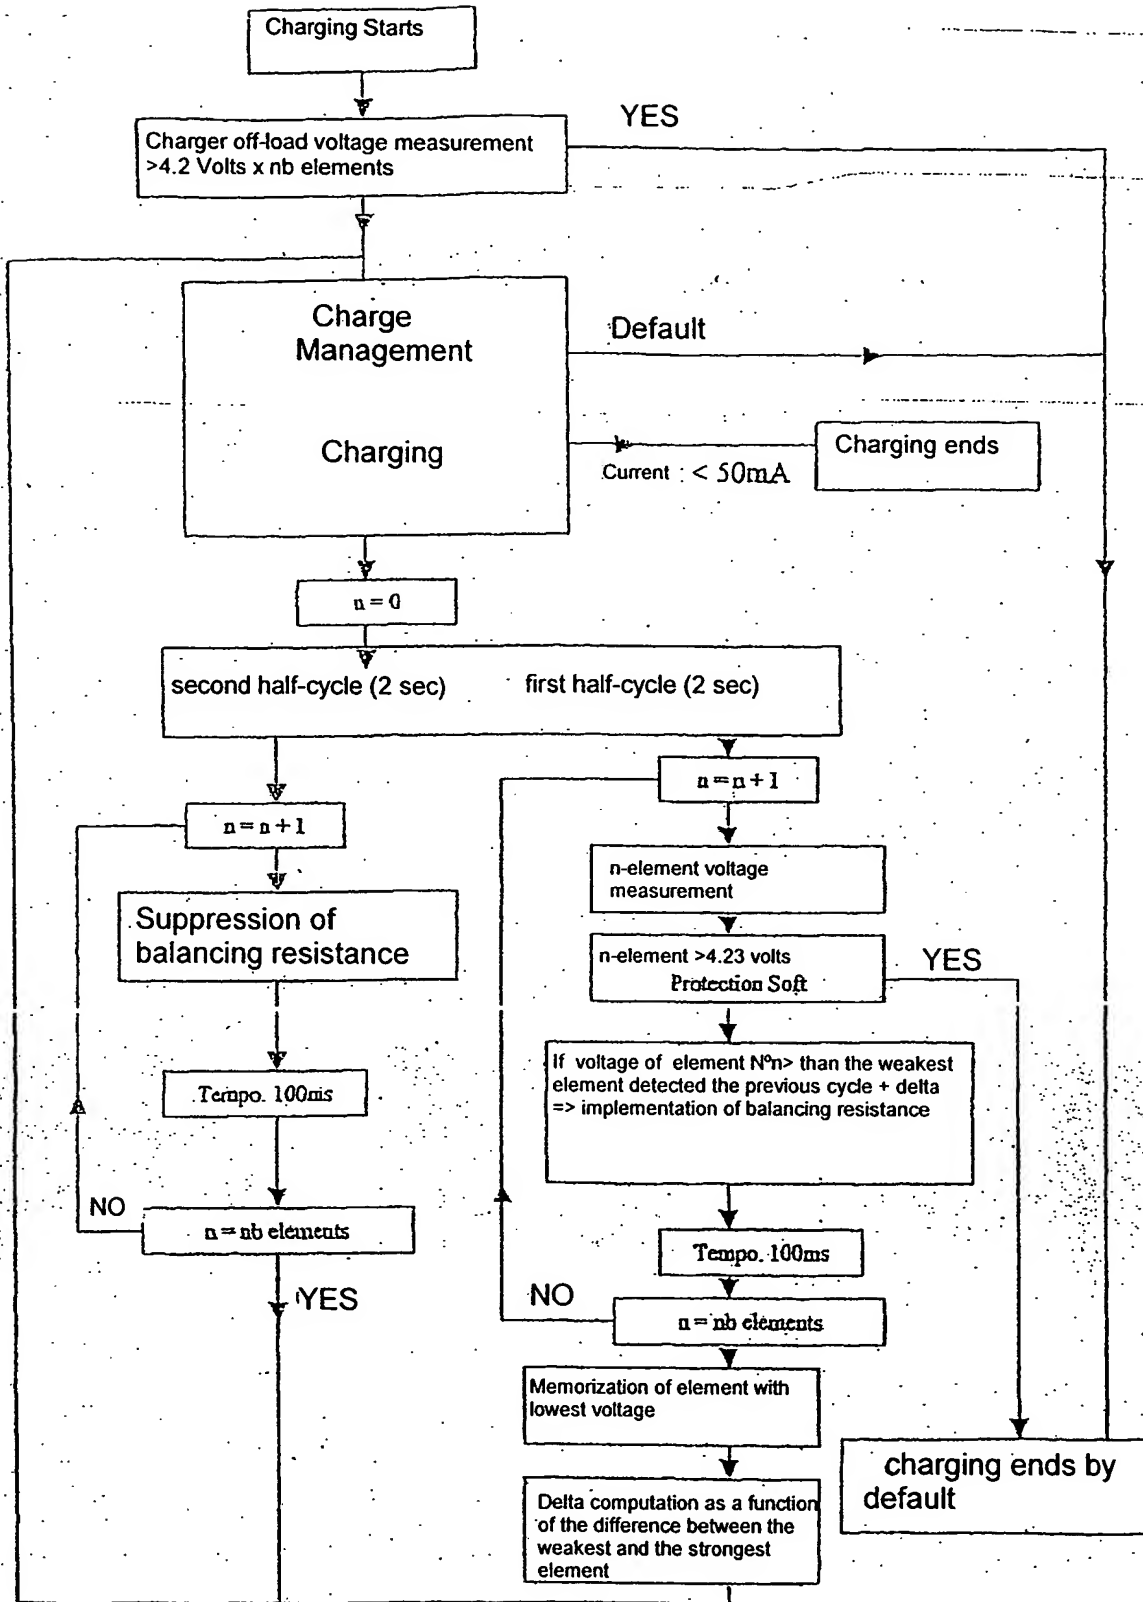 Charging Starts
YES
Charger off-load voltage measurement
>4.2 Volts x nb elements
Charge
Management
Default
Charging
Charging ends
Current : < 50mA
n = 0
second half-cycle (2 sec)
first half-cycle (2 sec)
n = n + 1
n = n + 1
n-element voltage
measurement
Suppression of
balancing resistance
n-element >4.23 volts
Protection Soft
YES
If voltage of element N°n> than the weakest
element detected the previous cycle + delta
=> implementation of balancing resistance
Tempo. 100ms
NO
n = nb elements
YES
Tempo. 100ms
NO
n = nb elements
Memorization of element with
lowest voltage
charging ends by
default
Delta computation as a function
of the difference between the
weakest and the strongest
element